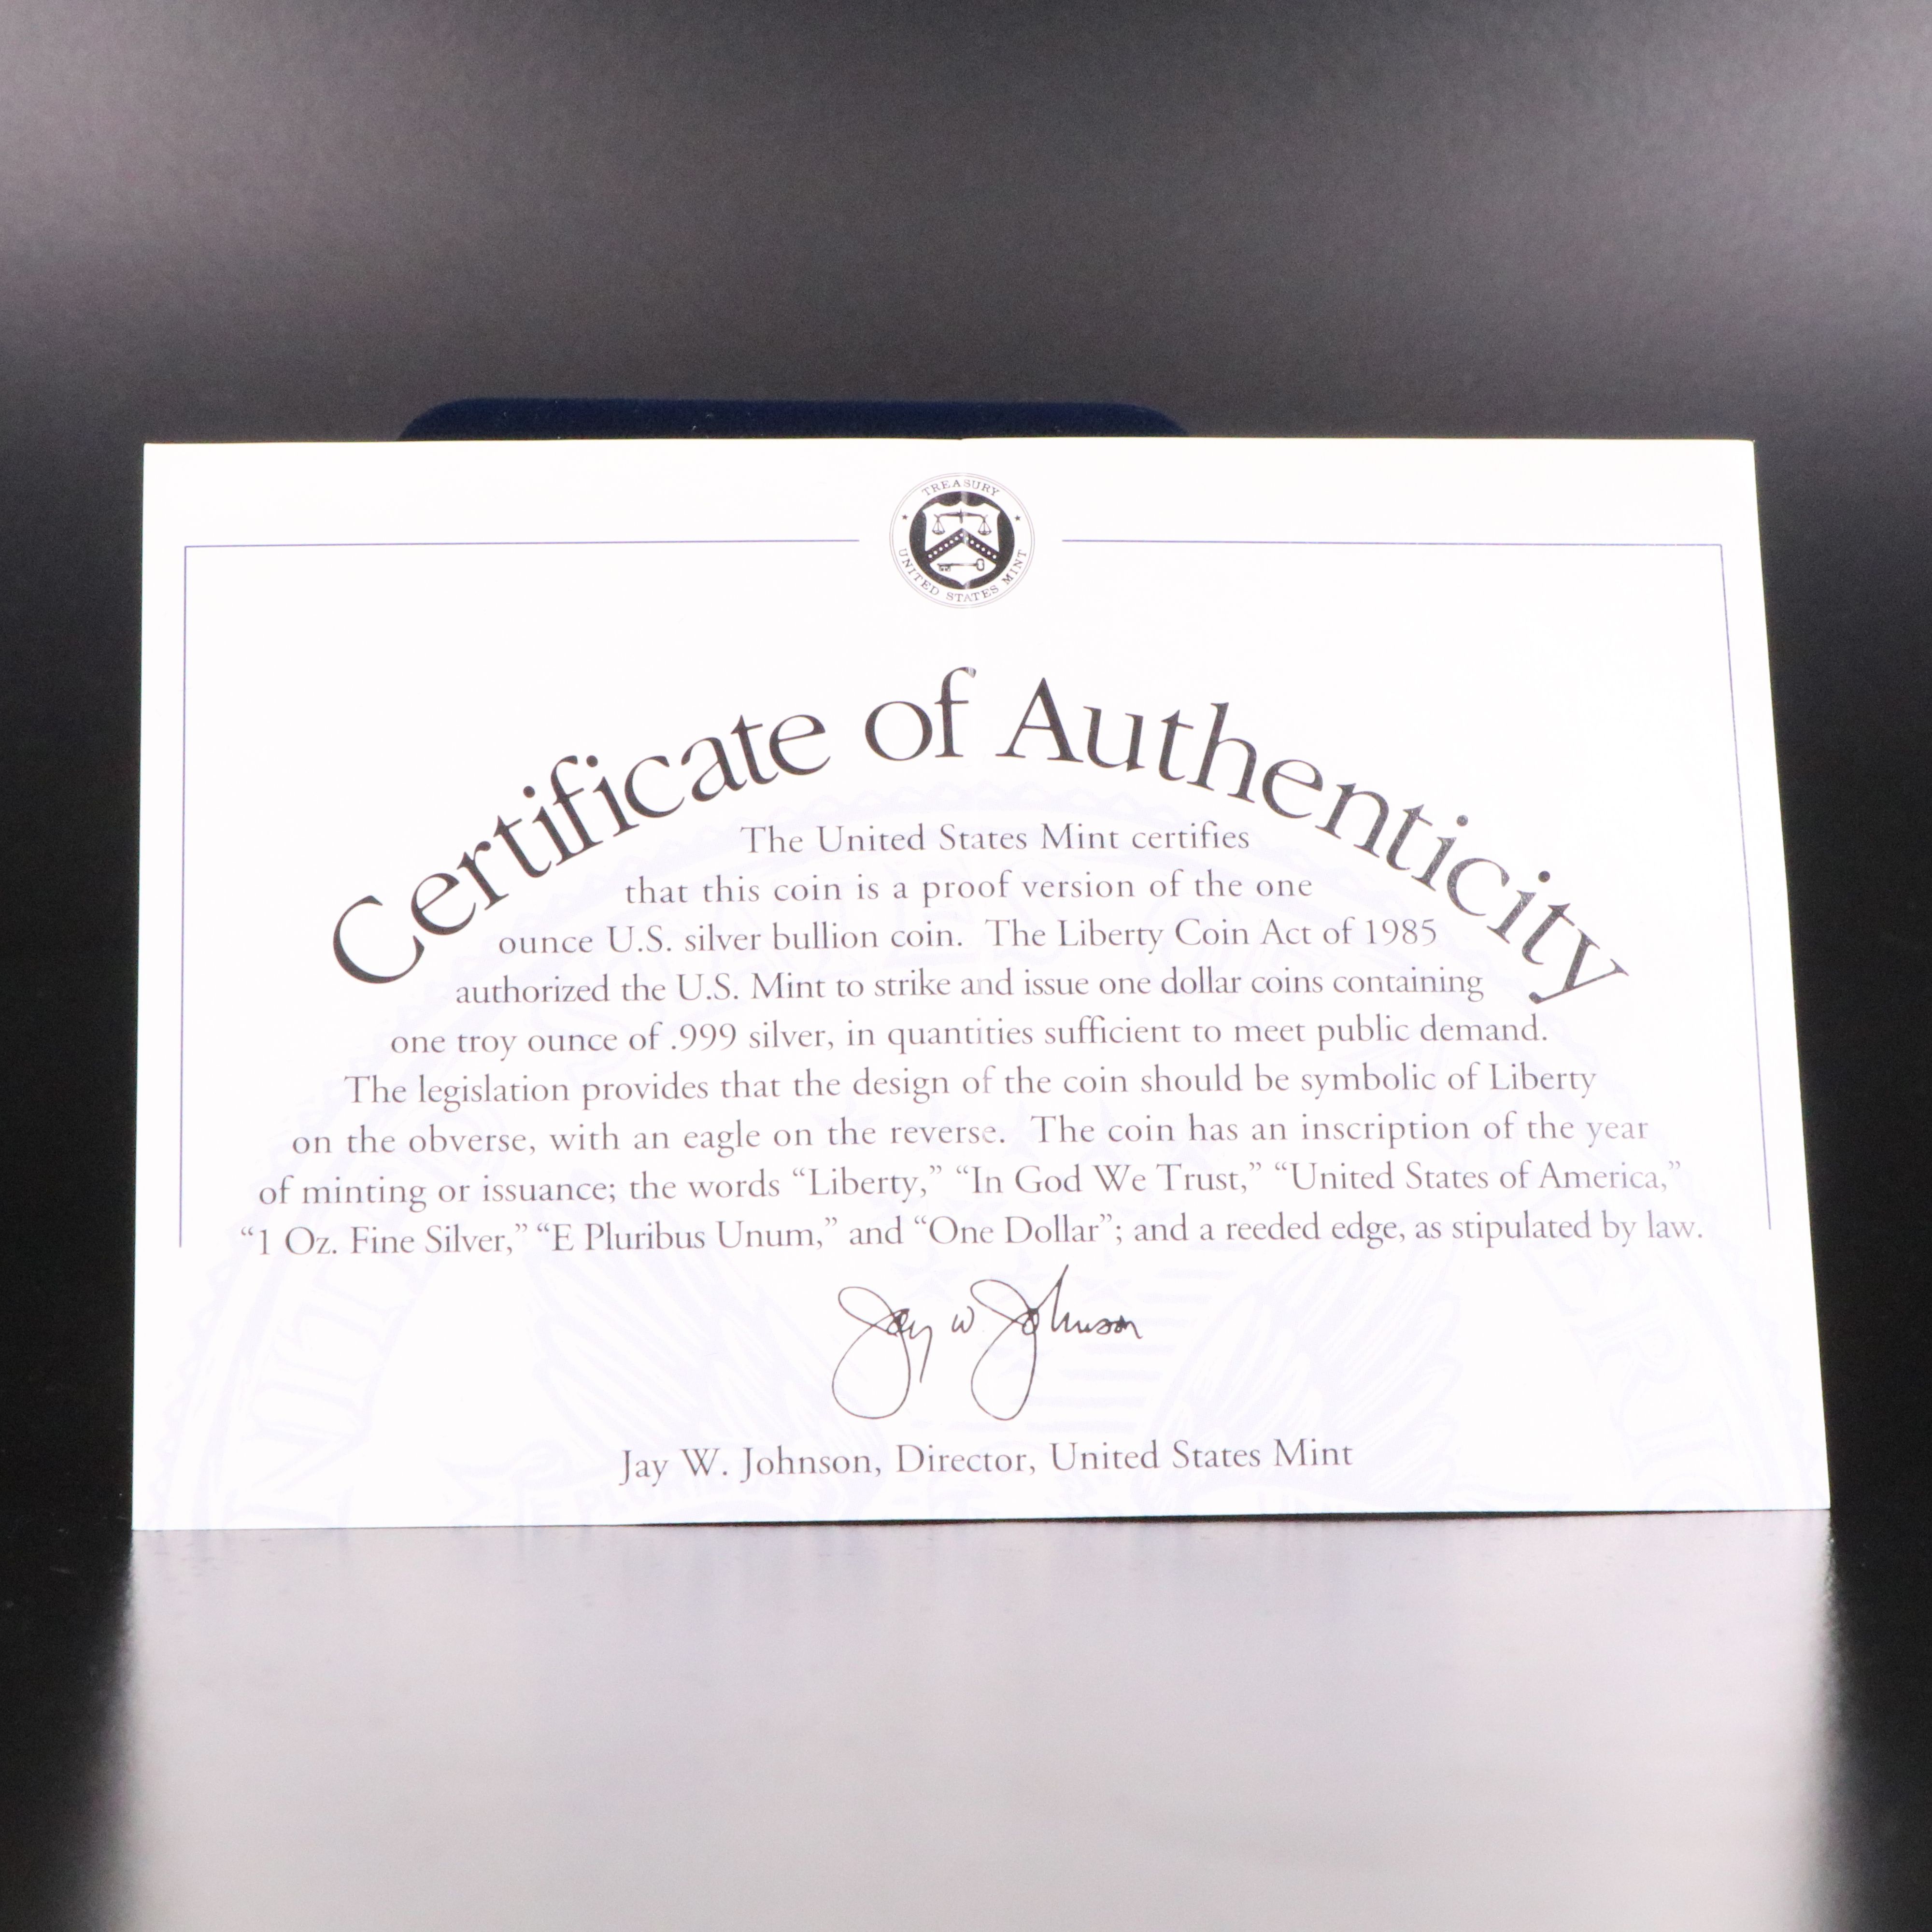 TREASURY
UNITED STATES MINT
Certificate of Authenticity
The United States Mint certifies
that this coin is a proof version of the one
ounce U.S. silver bullion coin. The Liberty Coin Act of 1985
authorized the U.S. Mint to strike and issue one dollar coins containing
one troy ounce of .999 silver, in quantities sufficient to meet public demand.
The legislation provides that the design of the coin should be symbolic of Liberty
on the obverse, with an eagle on the reverse. The coin has an inscription of the year
of minting or issuance; the words “Liberty,” “In God We Trust,” “United States of America,”
“1 Oz. Fine Silver,” “E Pluribus Unum,” and “One Dollar”; and a reeded edge, as stipulated by law.
Jay W Johnson
Jay W. Johnson, Director, United States Mint